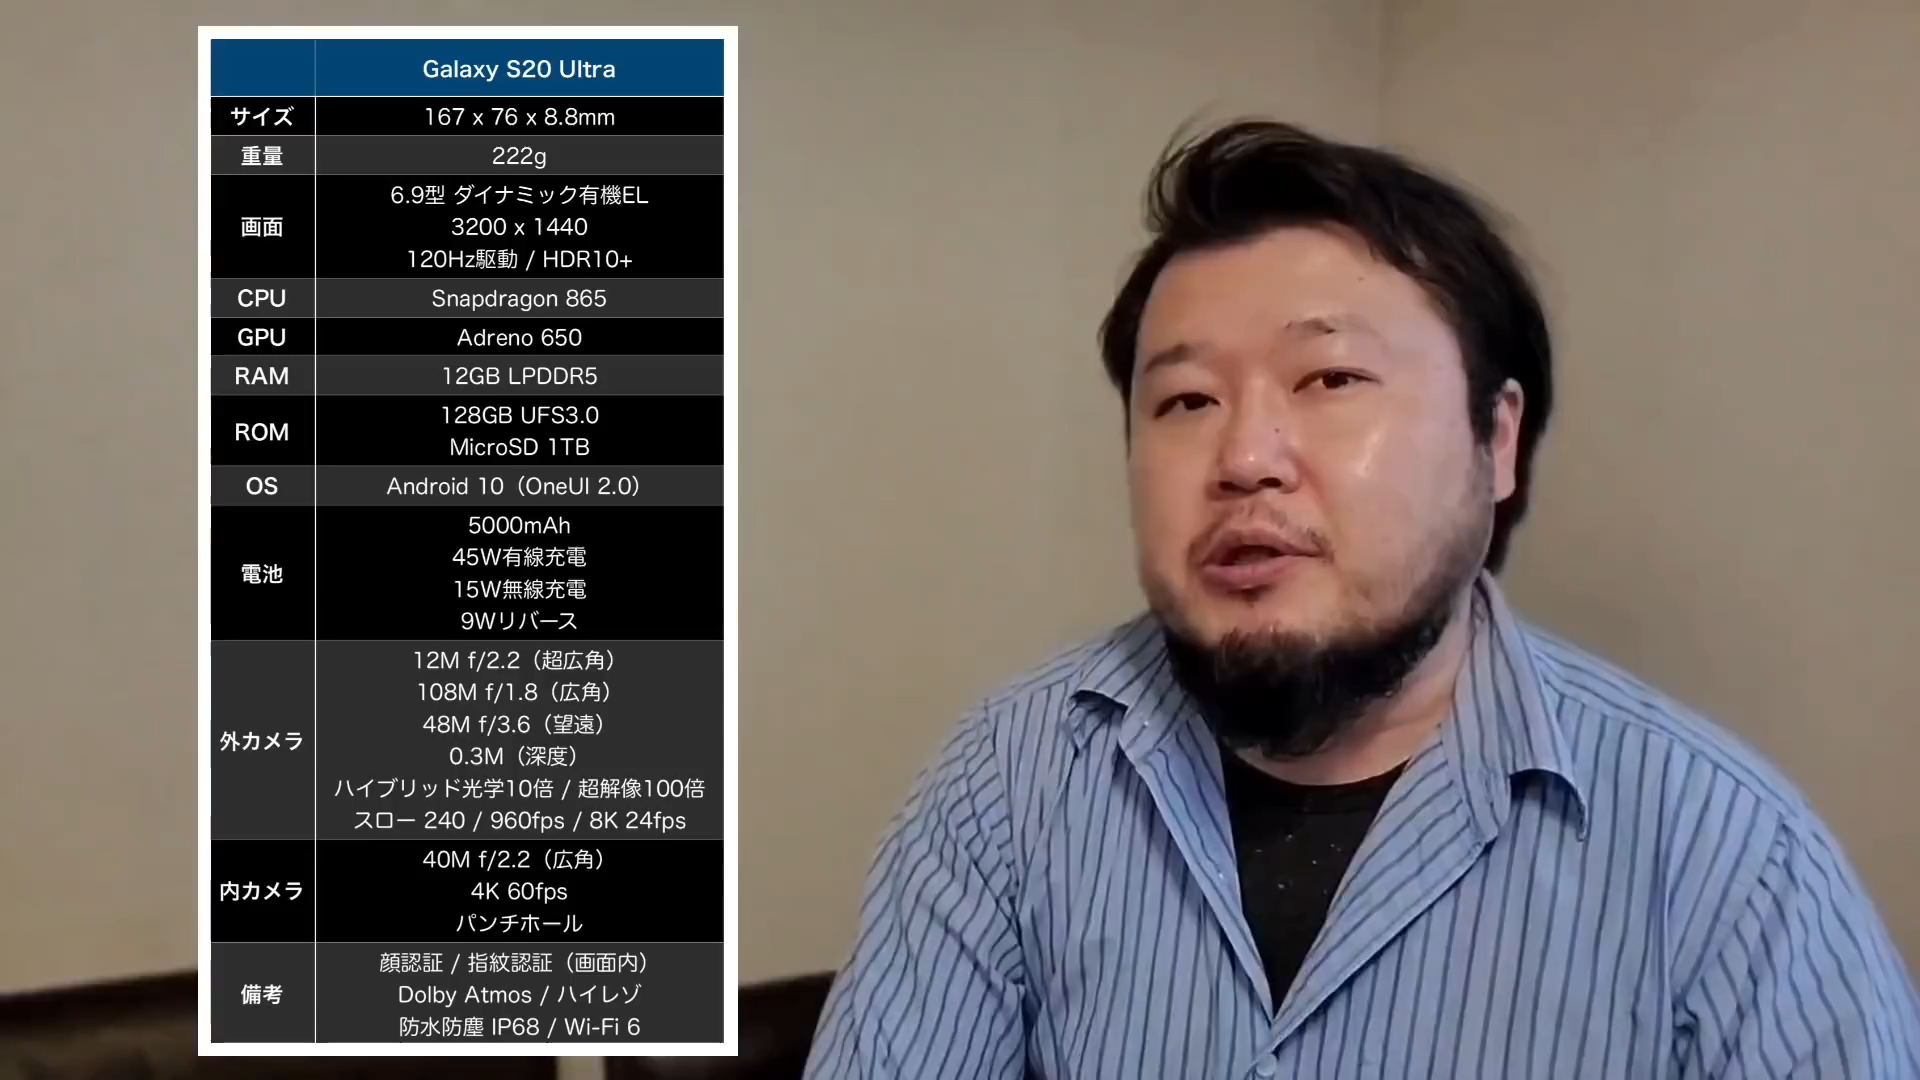 Galaxy S20 Ultra
サイズ 167 x 76 x 8.8mm
重量 222g
画面 6.9型 ダイナミック有機EL
3200 x 1440
120Hz駆動 / HDR10+
CPU Snapdragon 865
GPU Adreno 650
RAM 12GB LPDDR5
ROM 128GB UFS3.0
MicroSD 1TB
OS Android 10（OneUI 2.0）
電池 5000mAh
45W有線充電
15W無線充電
9Wリバース
外カメラ 12M f/2.2（超広角）
108M f/1.8（広角）
48M f/3.6（望遠）
0.3M（深度）
ハイブリッド光学10倍 / 超解像100倍
スロー 240 / 960fps / 8K 24fps
内カメラ 40M f/2.2（広角）
4K 60fps
パンチホール
備考 顔認証 / 指紋認証（画面内）
Dolby Atmos / ハイレゾ
防水防塵 IP68 / Wi-Fi 6